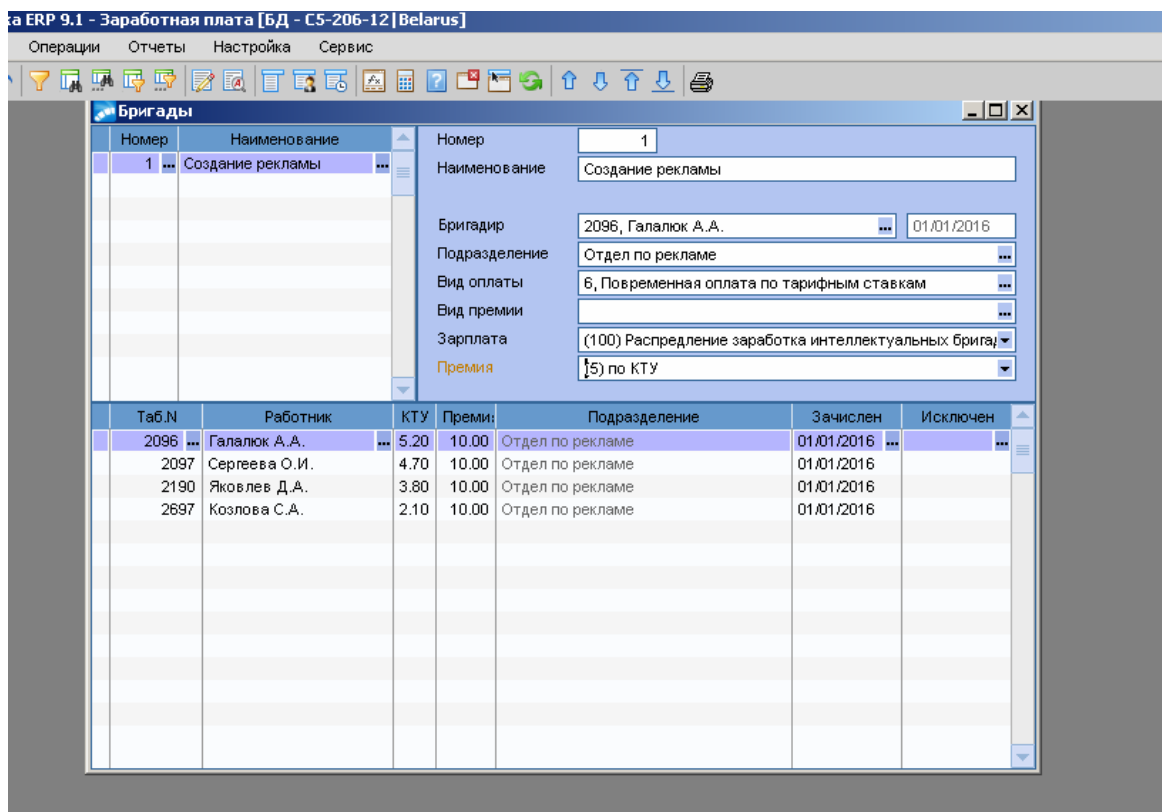 ка ERP 9.1 - Заработная плата [БД - C5-206-12|Belarus]
Операции Отчеты Настройка Сервис
Бригады
Номер Наименование
1 ... Создание рекламы ...
Номер 1
Наименование Создание рекламы
Бригадир 2096, Галалюк А.А. ... 01/01/2016
Подразделение Отдел по рекламе ...
Вид оплаты 6, Повременная оплата по тарифным ставкам ...
Вид премии ...
Зарплата (100) Распредление заработка интеллектуальных брига
Премия 5) по КТУ
Таб.N Работник КТУ Преми: Подразделение Зачислен Исключен
2096 ... Галалюк А.А. ... 5.20 10.00 Отдел по рекламе 01/01/2016 ... ...
2097 Сергеева О.И. 4.70 10.00 Отдел по рекламе 01/01/2016
2190 Яковлев Д.А. 3.80 10.00 Отдел по рекламе 01/01/2016
2697 Козлова С.А. 2.10 10.00 Отдел по рекламе 01/01/2016